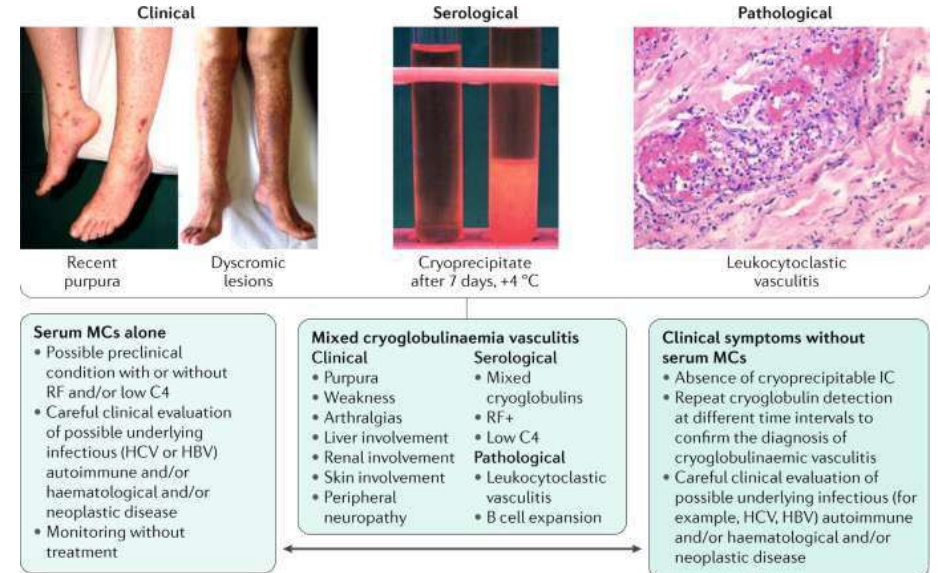 Clinical
Serological
Pathological
Recent
purpura
Dyscromic
lesions
Cryoprecipitate
after 7 days, +4 °C
Leukocytoclastic
vasculitis
Serum MCs alone
• Possible preclinical
condition with or without
RF and/or low C4
• Careful clinical evaluation
of possible underlying
infectious (HCV or HBV)
autoimmune and/or
haematological and/or
neoplastic disease
• Monitoring without
treatment
Mixed cryoglobulinaemia vasculitis
Clinical
• Purpura
• Weakness
• Arthralgias
• Liver involvement
• Renal involvement
• Skin involvement
• Peripheral
neuropathy
Serological
• Mixed
cryoglobulins
• RF+
• Low C4
Pathological
• Leukocytoclastic
vasculitis
• B cell expansion
Clinical symptoms without
serum MCs
• Absence of cryoprecipitable IC
• Repeat cryoglobulin detection
at different time intervals to
confirm the diagnosis of
cryoglobulinaemic vasculitis
• Careful clinical evaluation of
possible underlying infectious (for
example, HCV, HBV) autoimmune
and/or haematological and/or
neoplastic disease